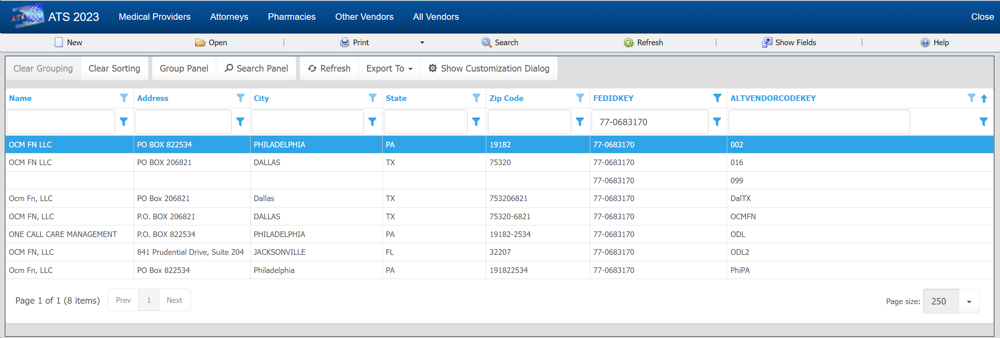 ATS ATS 2023 Medical Providers Attorneys Pharmacies Other Vendors All Vendors Close
New Open | Print Search Refresh | Show Fields | Help
Clear Grouping Clear Sorting Group Panel Search Panel Refresh Export To Show Customization Dialog
Name Address City State Zip Code FEDIDKEY ALTVENDORCODEKEY
77-0683170
OCM FN LLC PO BOX 822534 PHILADELPHIA PA 19182 77-0683170 002
OCM FN LLC PO BOX 206821 DALLAS TX 75320 77-0683170 016
77-0683170 099
Ocm Fn, LLC PO Box 206821 Dallas TX 753206821 77-0683170 DalTX
OCM FN, LLC P.O. BOX 206821 DALLAS TX 75320-6821 77-0683170 OCMFN
ONE CALL CARE MANAGEMENT P.O. BOX 822534 PHILADELPHIA PA 19182-2534 77-0683170 ODL
OCM FN, LLC 841 Prudential Drive, Suite 204 JACKSONVILLE FL 32207 77-0683170 ODL2
Ocm Fn, LLC PO Box 822534 Philadelphia PA 191822534 77-0683170 PhiPA
Page 1 of 1 (8 items) Prev 1 Next Page size: 250